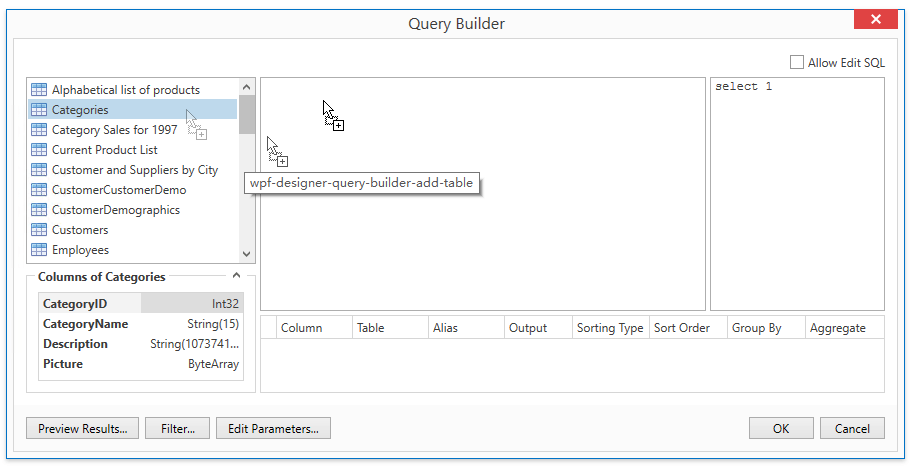 Query Builder
Allow Edit SQL
Alphabetical list of products
Categories
Category Sales for 1997
Current Product List
Customer and Suppliers by City
CustomerCustomerDemo
CustomerDemographics
Customers
Employees
select 1
wpf-designer-query-builder-add-table
Columns of Categories
CategoryID Int32
CategoryName String(15)
Description String(1073741...
Picture ByteArray
Column Table Alias Output Sorting Type Sort Order Group By Aggregate
Preview Results... Filter... Edit Parameters... OK Cancel